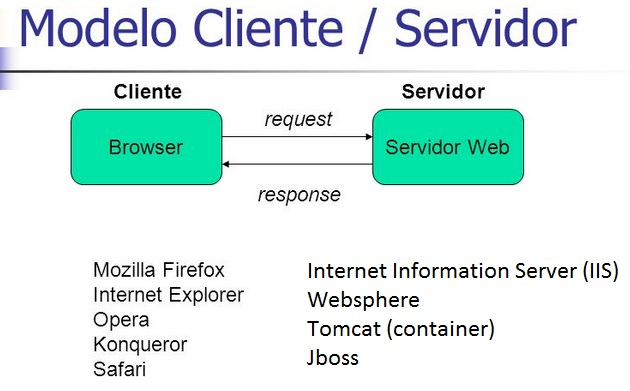 Modelo Cliente / Servidor
Cliente
Servidor
Browser
request
Servidor Web
response
Mozilla Firefox
Internet Explorer
Opera
Konqueror
Safari
Internet Information Server (IIS)
Websphere
Tomcat (container)
Jboss